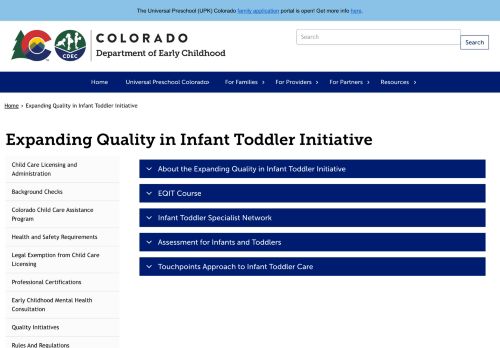 The Universal Preschool (UPK) Colorado family application portal is open! Get more info here.
COLORADO
Department of Early Childhood
CDEC
Search
Search
Home
Universal Preschool Colorado
For Families
For Providers
For Partners
Resources
Home › Expanding Quality in Infant Toddler Initiative
Expanding Quality in Infant Toddler Initiative
Child Care Licensing and
Administration
Background Checks
Colorado Child Care Assistance
Program
Health and Safety Requirements
Legal Exemption from Child Care
Licensing
Professional Certifications
Early Childhood Mental Health
Consultation
Quality Initiatives
Rules And Regulations
About the Expanding Quality in Infant Toddler Initiative
EQIT Course
Infant Toddler Specialist Network
Assessment for Infants and Toddlers
Touchpoints Approach to Infant Toddler Care